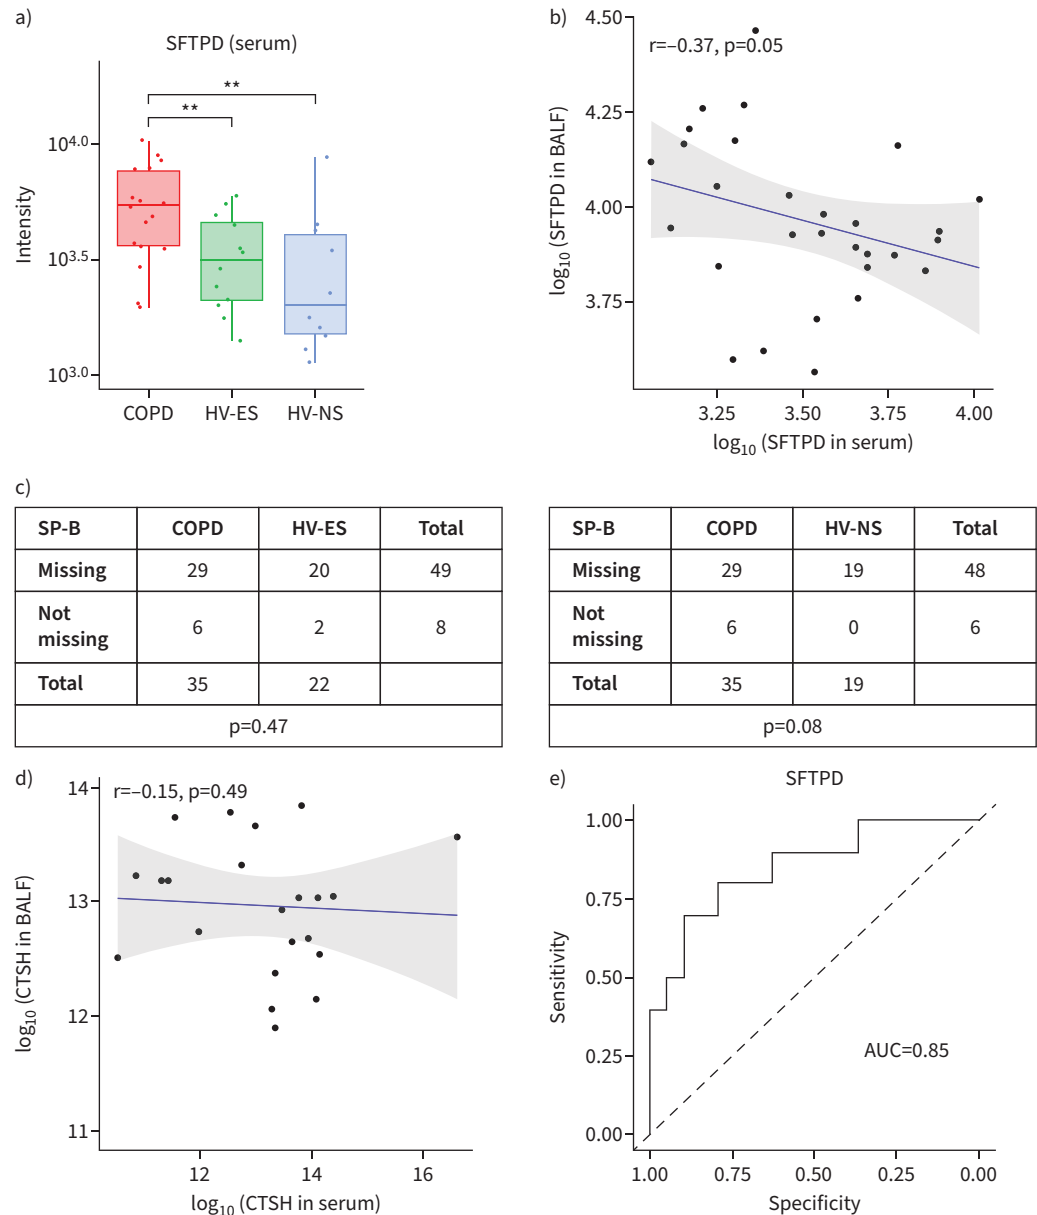 a)
SFTPD (serum)
**
**
10^4.0
10^3.5
10^3.0
Intensity
COPD HV-ES HV-NS
b)
r=–0.37, p=0.05
4.50
4.25
4.00
3.75
log10 (SFTPD in BALF)
3.25 3.50 3.75 4.00
log10 (SFTPD in serum)
c)
SP-B COPD HV-ES Total
Missing 29 20 49
Not
missing 6 2 8
Total 35 22
p=0.47
SP-B COPD HV-NS Total
Missing 29 19 48
Not
missing 6 0 6
Total 35 19
p=0.08
d)
r=–0.15, p=0.49
14
13
12
11
log10 (CTSH in BALF)
12 14 16
log10 (CTSH in serum)
e)
SFTPD
1.00
0.75
0.50
0.25
0.00
Sensitivity
AUC=0.85
1.00 0.75 0.50 0.25 0.00
Specificity